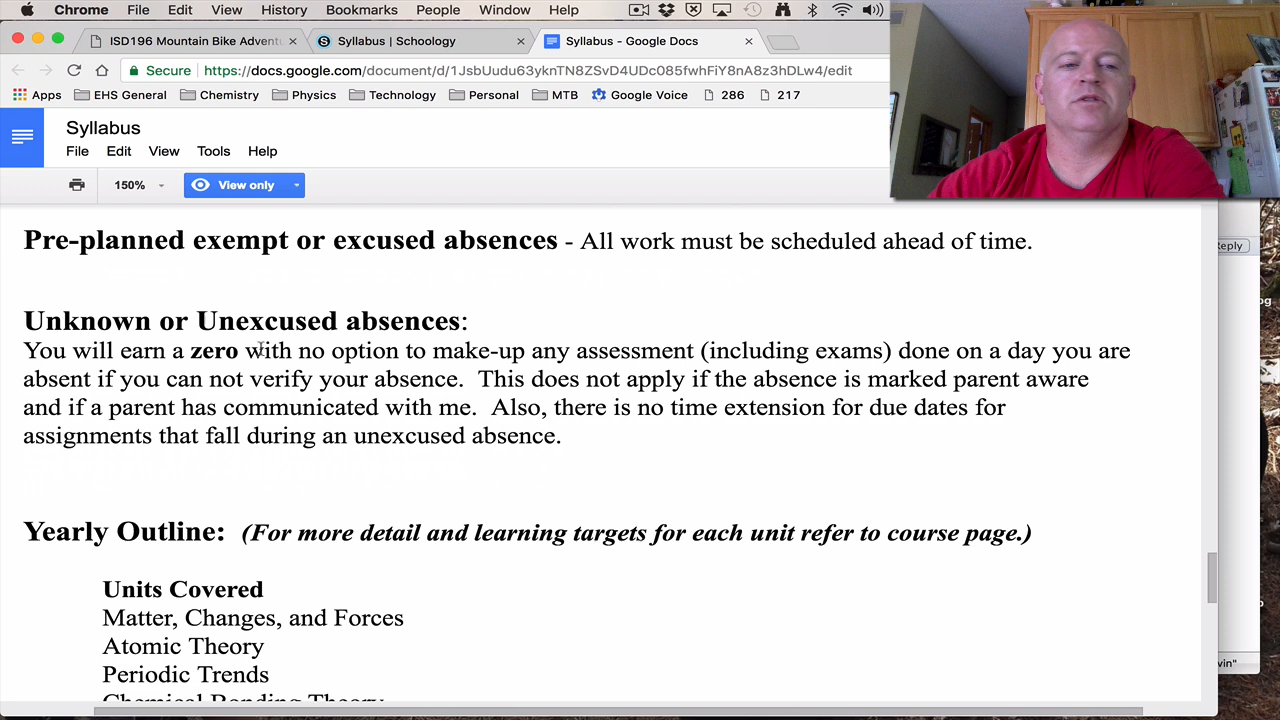 Chrome File Edit View History Bookmarks People Window Help
ISD196 Mountain Bike Advent
Syllabus | Schoology
Syllabus - Google Docs
Secure https://docs.google.com/document/d/1JsbUudu63yknTN8ZSvD4UDc085fwhFiY8nA8z3hDLw4/edit
Apps EHS General Chemistry Physics Technology Personal MTB Google Voice 286 217
Syllabus
File Edit View Tools Help
150% View only
Reply
Pre-planned exempt or excused absences - All work must be scheduled ahead of time.
Unknown or Unexcused absences:
You will earn a zero with no option to make-up any assessment (including exams) done on a day you are
absent if you can not verify your absence. This does not apply if the absence is marked parent aware
and if a parent has communicated with me. Also, there is no time extension for due dates for
assignments that fall during an unexcused absence.
Yearly Outline: (For more detail and learning targets for each unit refer to course page.)
Units Covered
Matter, Changes, and Forces
Atomic Theory
Periodic Trends
Chemical Bonding Theory
vin"